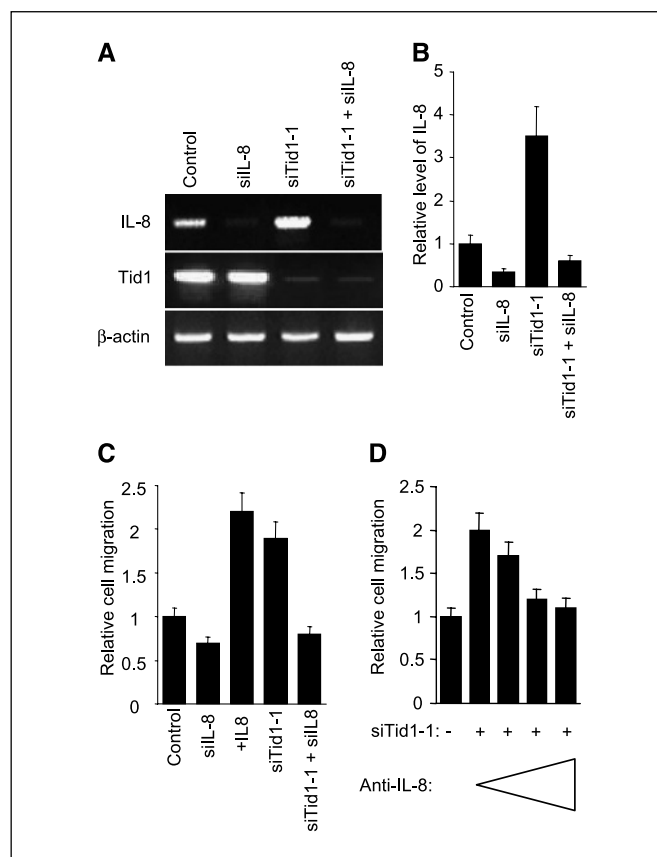 A
Control
siIL-8
siTid1-1
siTid1-1 + siIL-8
IL-8
Tid1
β-actin
B
Relative level of IL-8
5
4
3
2
1
0
Control
siIL-8
siTid1-1
siTid1-1 + siIL-8
C
Relative cell migration
2.5
2
1.5
1
0.5
0
Control
siIL-8
+IL8
siTid1-1
siTid1-1 + siIL8
D
Relative cell migration
2.5
2
1.5
1
0.5
0
siTid1-1: - + + + +
Anti-IL-8: